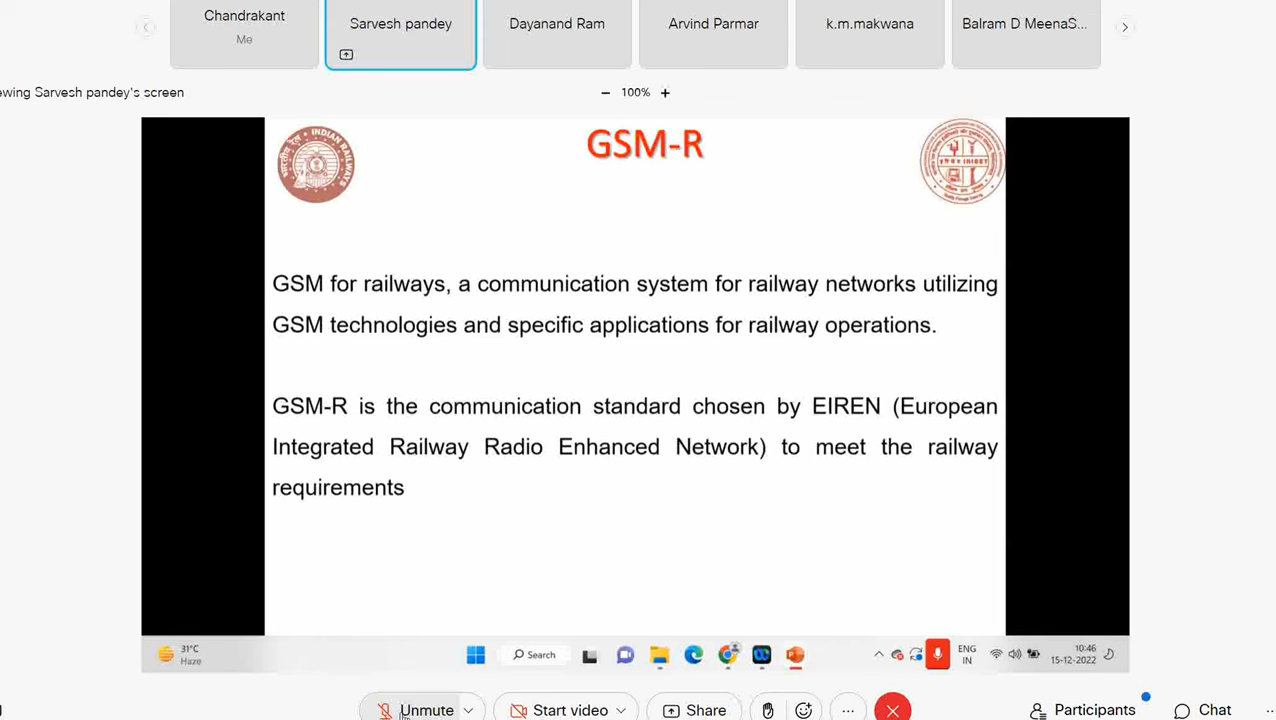 Chandrakant
Me
Sarvesh pandey
Dayanand Ram
Arvind Parmar
k.m.makwana
Balram D MeenaS...
ewing Sarvesh pandey's screen
100%
GSM-R
INDIAN RAILWAYS
भारतीय रेल
GSM for railways, a communication system for railway networks utilizing
GSM technologies and specific applications for railway operations.
GSM-R is the communication standard chosen by EIREN (European
Integrated Railway Radio Enhanced Network) to meet the railway
requirements
31°C
Haze
Search
ENG
IN
10:46
15-12-2022
Unmute
Start video
Share
Participants
Chat